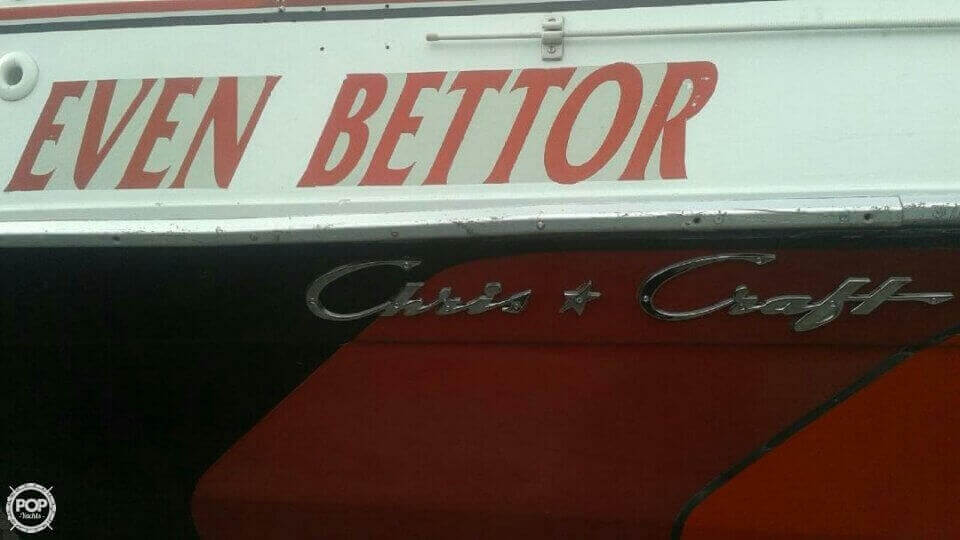 EVEN BETTOR
Chris ★ Craft
POP
Yachts